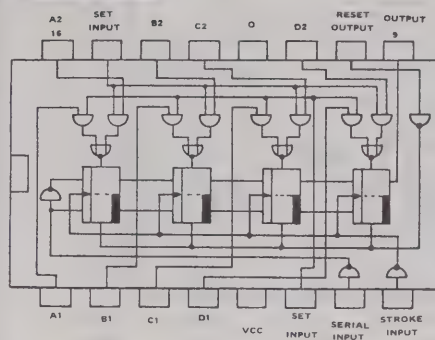 A2 SET B2 C2 O D2 RESET OUTPUT
16 INPUT OUTPUT 9
A1 B1 C1 D1 VCC SET SERIAL STROKE
INPUT INPUT INPUT